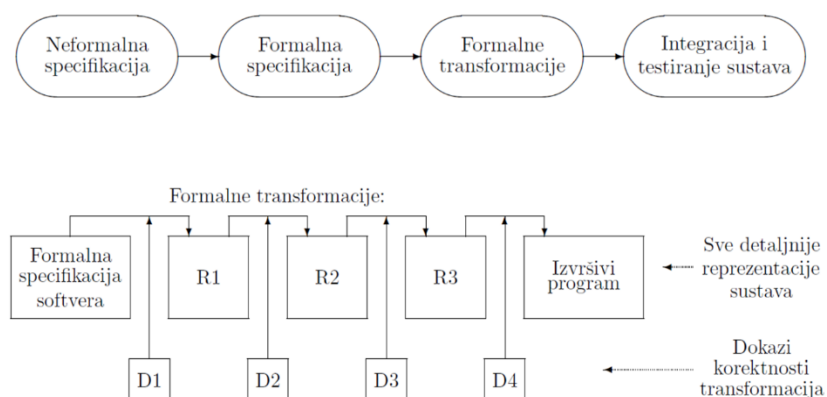 Neformalna
specifikacija
Formalna
specifikacija
Formalne
transformacije
Integracija i
testiranje sustava
Formalne transformacije:
Formalna
specifikacija
softvera
R1
R2
R3
Izvršivi
program
Sve detaljnije
reprezentacije
sustava
D1
D2
D3
D4
Dokazi
korektnosti
transformacija